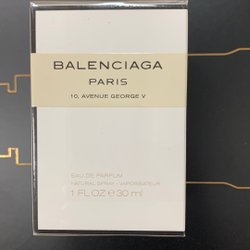 BALENCIAGA
PARIS
10, AVENUE GEORGE V
EAU DE PARFUM
NATURAL SPRAY - VAPORISATEUR
1 FL OZ e 30 ml